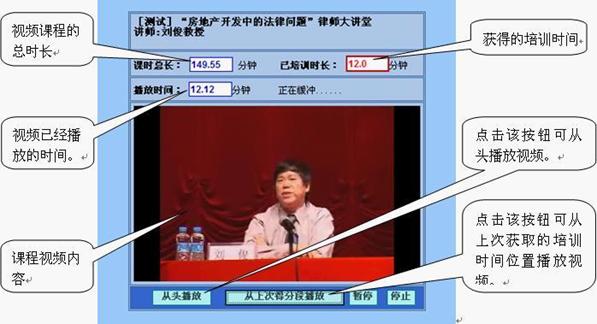 [测试]“房地产开发中的法律问题”律师大讲堂
讲师:刘俊教授
视频课程的
总时长
获得的培训时间
课时总长： 149.55 分钟 已培训时长： 12.0 分钟
播放时间： 12.12 分钟 正在缓冲......
视频已经播
放的时间。
点击该按钮可从
头播放视频。
刘 俊
课程视频内
容
点击该按钮可从
上次获取的培训
时间位置播放视
频。
从头播放 从上次得分段播放 暂停 停止